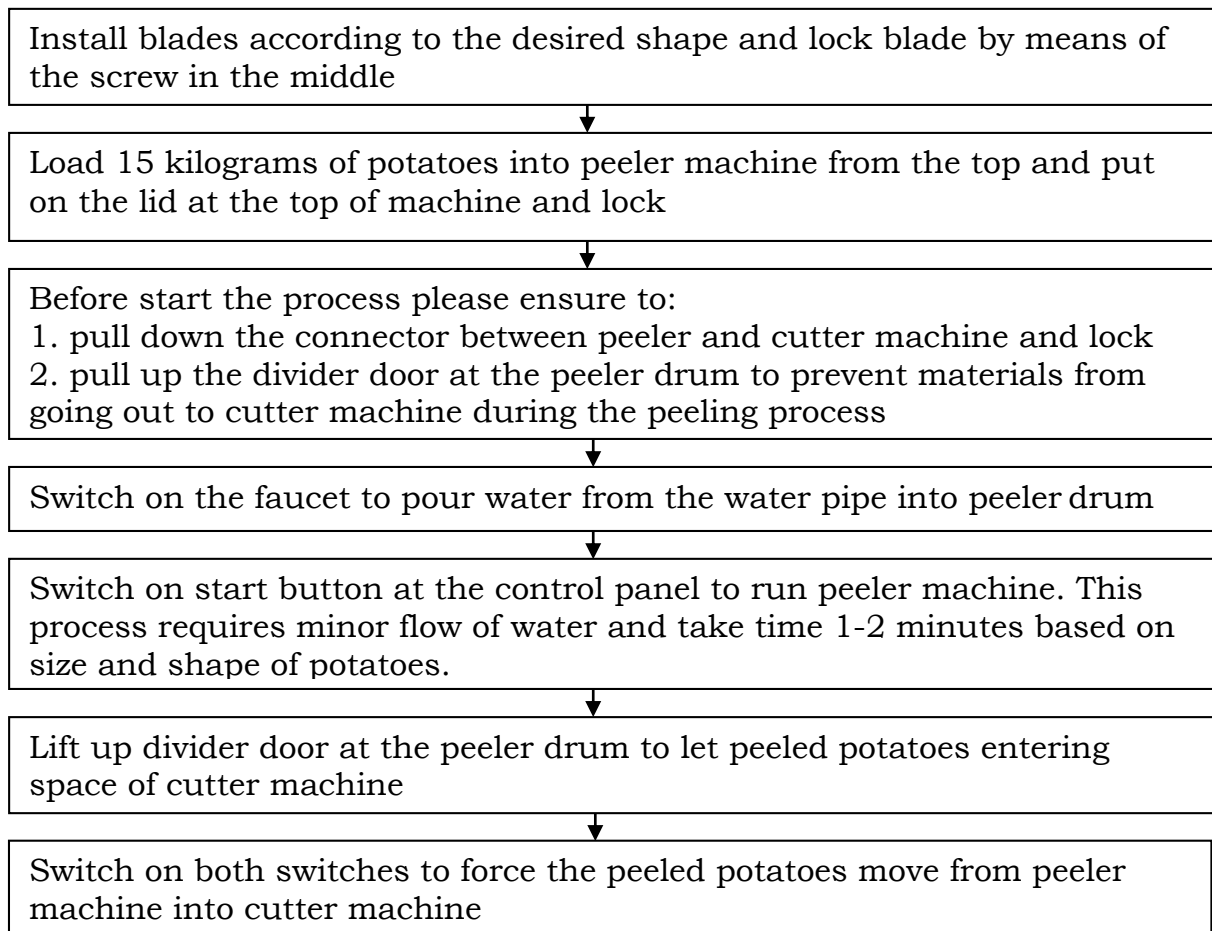 Install blades according to the desired shape and lock blade by means of
the screw in the middle
Load 15 kilograms of potatoes into peeler machine from the top and put
on the lid at the top of machine and lock
Before start the process please ensure to:
1. pull down the connector between peeler and cutter machine and lock
2. pull up the divider door at the peeler drum to prevent materials from
going out to cutter machine during the peeling process
Switch on the faucet to pour water from the water pipe into peeler drum
Switch on start button at the control panel to run peeler machine. This
process requires minor flow of water and take time 1-2 minutes based on
size and shape of potatoes.
Lift up divider door at the peeler drum to let peeled potatoes entering
space of cutter machine
Switch on both switches to force the peeled potatoes move from peeler
machine into cutter machine